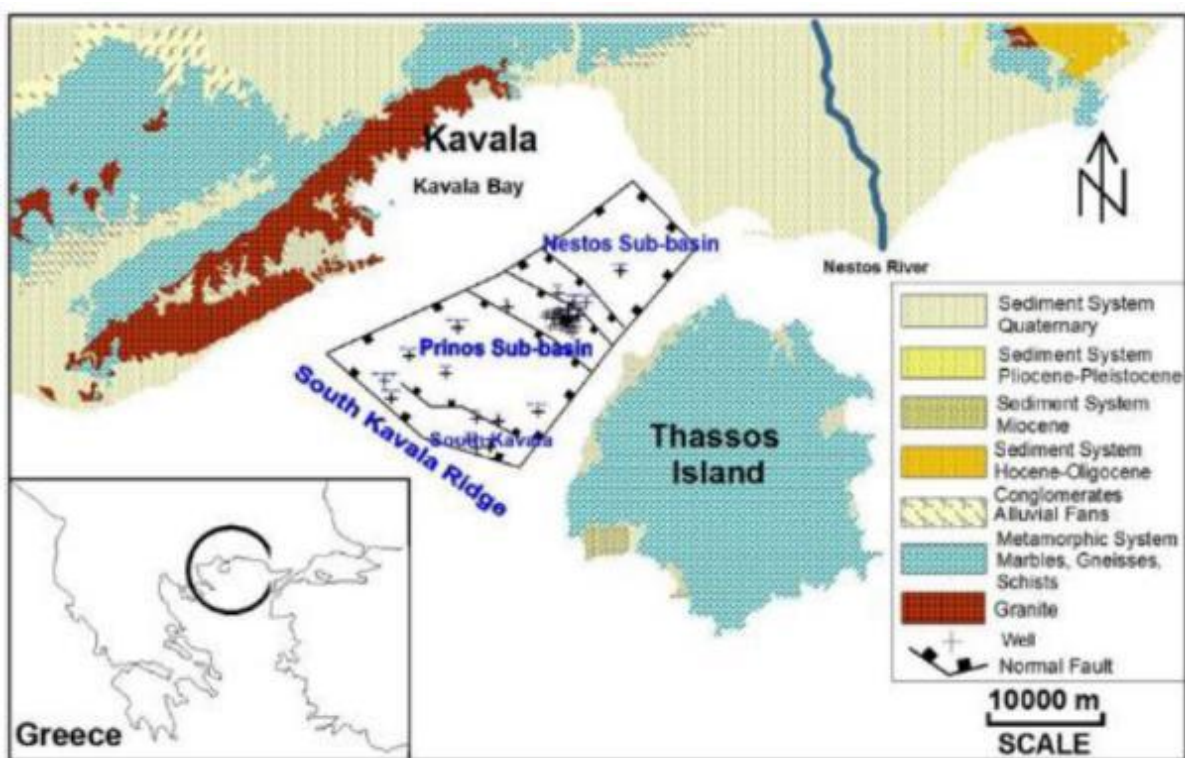 Kavala
Kavala Bay
N
Nestos Sub-basin
Nestos River
Prinos Sub-basin
South Kavala
South Kavala Ridge
Thassos
Island
Sediment System
Quaternary
Sediment System
Pliocene-Pleistocene
Sediment System
Miocene
Sediment System
Hocene-Oligocene
Conglomerates
Alluvial Fans
Metamorphic System
Marbles, Gneisses,
Schists
Granite
Well
Normal Fault
10000 m
SCALE
Greece